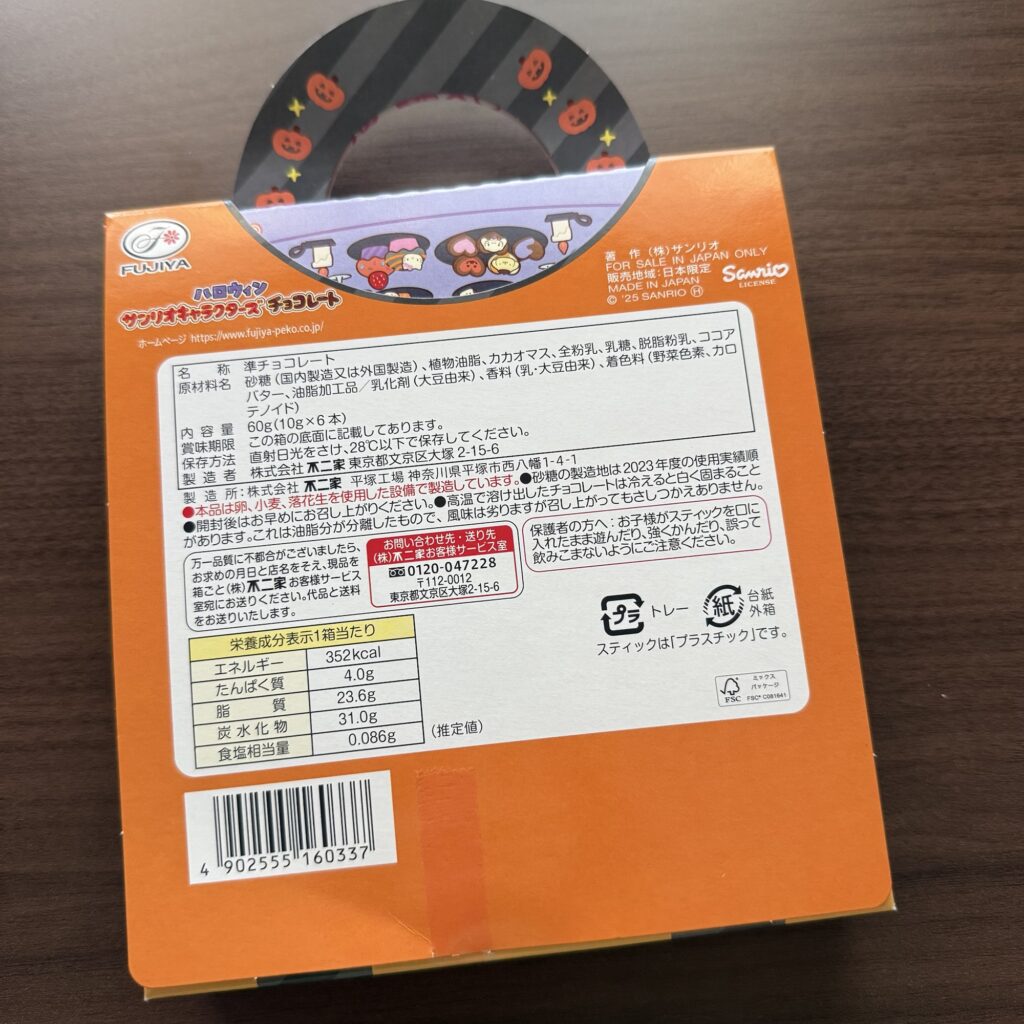 FUJIYA
ハロウィン
サンリオキャラクターズ チョコレート
ホームページ https://www.fujiya-peko.co.jp/
著作 (株)サンリオ
FOR SALE IN JAPAN ONLY
販売地域:日本限定
MADE IN JAPAN
© '25 SANRIO Ⓗ
Sanrio
LICENSE
名称 準チョコレート
原材料名 砂糖(国内製造又は外国製造)、植物油脂、カカオマス、全粉乳、乳糖、脱脂粉乳、ココア
バター、油脂加工品/乳化剤(大豆由来)、香料(乳・大豆由来)、着色料(野菜色素、カロ
テノイド)
内容量 60g(10g×6本)
賞味期限 この箱の底面に記載してあります。
保存方法 直射日光をさけ、28℃以下で保存してください。
製造者 株式会社 不二家 東京都文京区大塚2-15-6
製造所:株式会社 不二家 平塚工場 神奈川県平塚市西八幡1-4-1
●本品は卵、小麦、落花生を使用した設備で製造しています。●砂糖の製造地は2023年度の使用実績順
●開封後はお早めにお召し上がりください。●高温で溶け出したチョコレートは冷えると白く固まること
があります。これは油脂分が分離したもので、風味は劣りますが召し上がってもさしつかえありません。
万一品質に不都合がございましたら、
お求めの月日と店名をそえ、現品を
箱ごと(株)不二家お客様サービス
室宛にお送りください。代品と送料
をお送りいたします。
お問い合わせ先・送り先
(株)不二家お客様サービス室
0120-047228
〒112-0012
東京都文京区大塚2-15-6
保護者の方へ:お子様がスティックを口に
入れたまま遊んだり、強くかんだり、誤って
飲みこまないようにご注意ください。
プラ トレー
紙 台紙
外箱
スティックは「プラスチック」です。
栄養成分表示1箱当たり
エネルギー 352kcal
たんぱく質 4.0g
脂質 23.6g
炭水化物 31.0g
食塩相当量 0.086g
(推定値)
FSC
ミックス
パッケージ
FSC® C081641
4 902555 160337